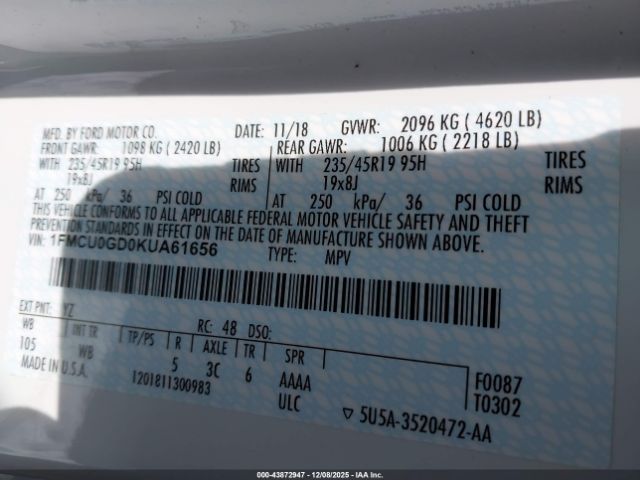 MFD. BY FORD MOTOR CO. DATE: 11/18 GVWR: 2096 KG ( 4620 LB)
FRONT GAWR: 1098 KG ( 2420 LB) REAR GAWR: 1006 KG ( 2218 LB)
WITH 235/45R19 95H TIRES WITH 235/45R19 95H TIRES
19x8J RIMS 19x8J RIMS
AT 250 kPa/ 36 PSI COLD AT 250 kPa/ 36 PSI COLD
THIS VEHICLE CONFORMS TO ALL APPLICABLE FEDERAL MOTOR VEHICLE SAFETY AND THEFT
PREVENTION STANDARDS IN EFFECT ON THE DATE OF MANUFACTURE SHOWN ABOVE.
VIN: 1FMCU0GD0KUA61656 TYPE: MPV
EXT PNT: YZ RC: 48 DSO:
WB INT TR TP/PS R AXLE TR SPR
105 WB 5 3C 6 AAAA F0087
MADE IN U.S.A. 1201811300983 ULC T0302
▽ 5U5A-3520472-AA
000-43872947 • 12/08/2025 • IAAI.COM